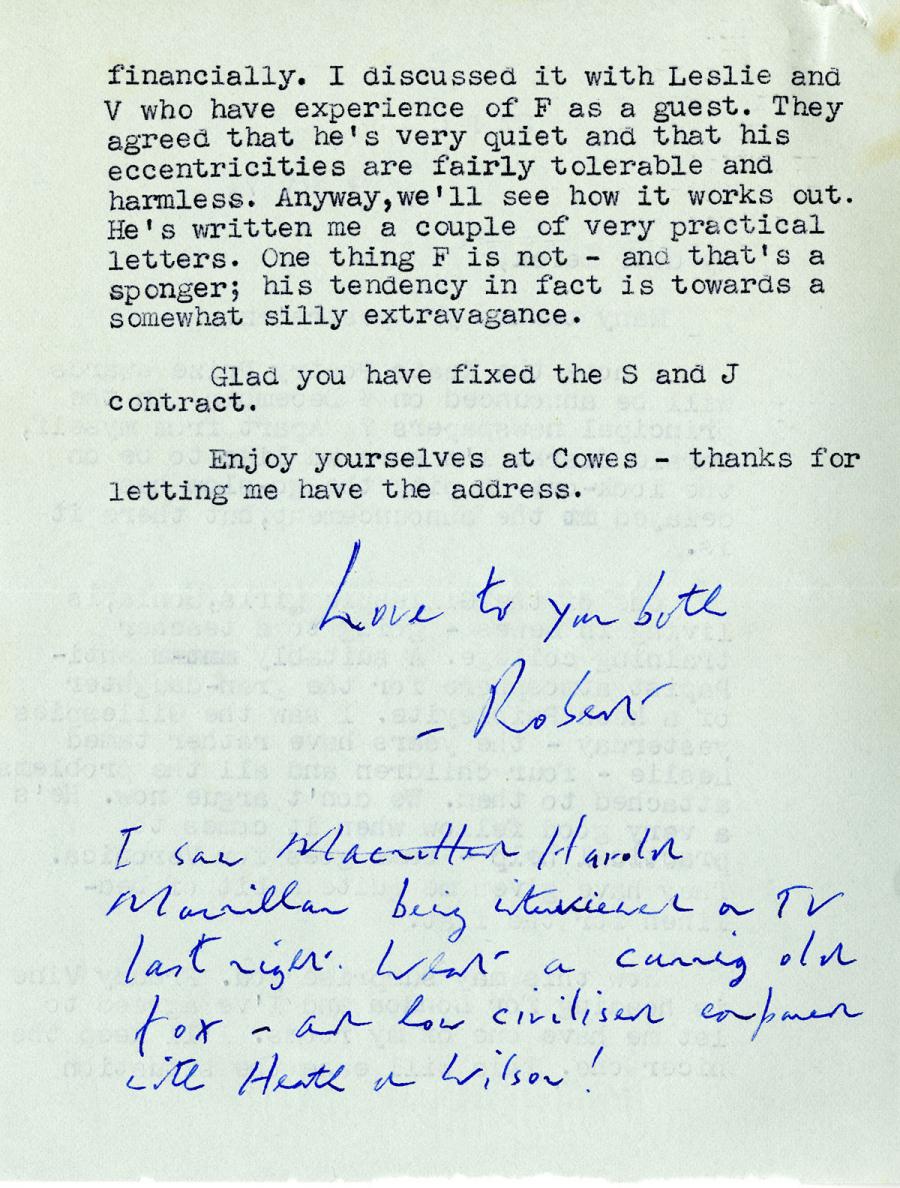 financially. I discussed it with Leslie and
V who have experience of F as a guest. They
agreed that he's very quiet and that his
eccentricities are fairly tolerable and
harmless. Anyway,we'll see how it works out.
He's written me a couple of very practical
letters. One thing F is not - and that's a
sponger; his tendency in fact is towards a
somewhat silly extravagance.
Glad you have fixed the S and J
contract.
Enjoy yourselves at Cowes - thanks for
letting me have the address.
Love to you both
- Robert
I saw Macmillan Harold
Macmillan being interviewed on TV
last night. What a cunning old
fox - and how civilised compared
with Heath or Wilson!